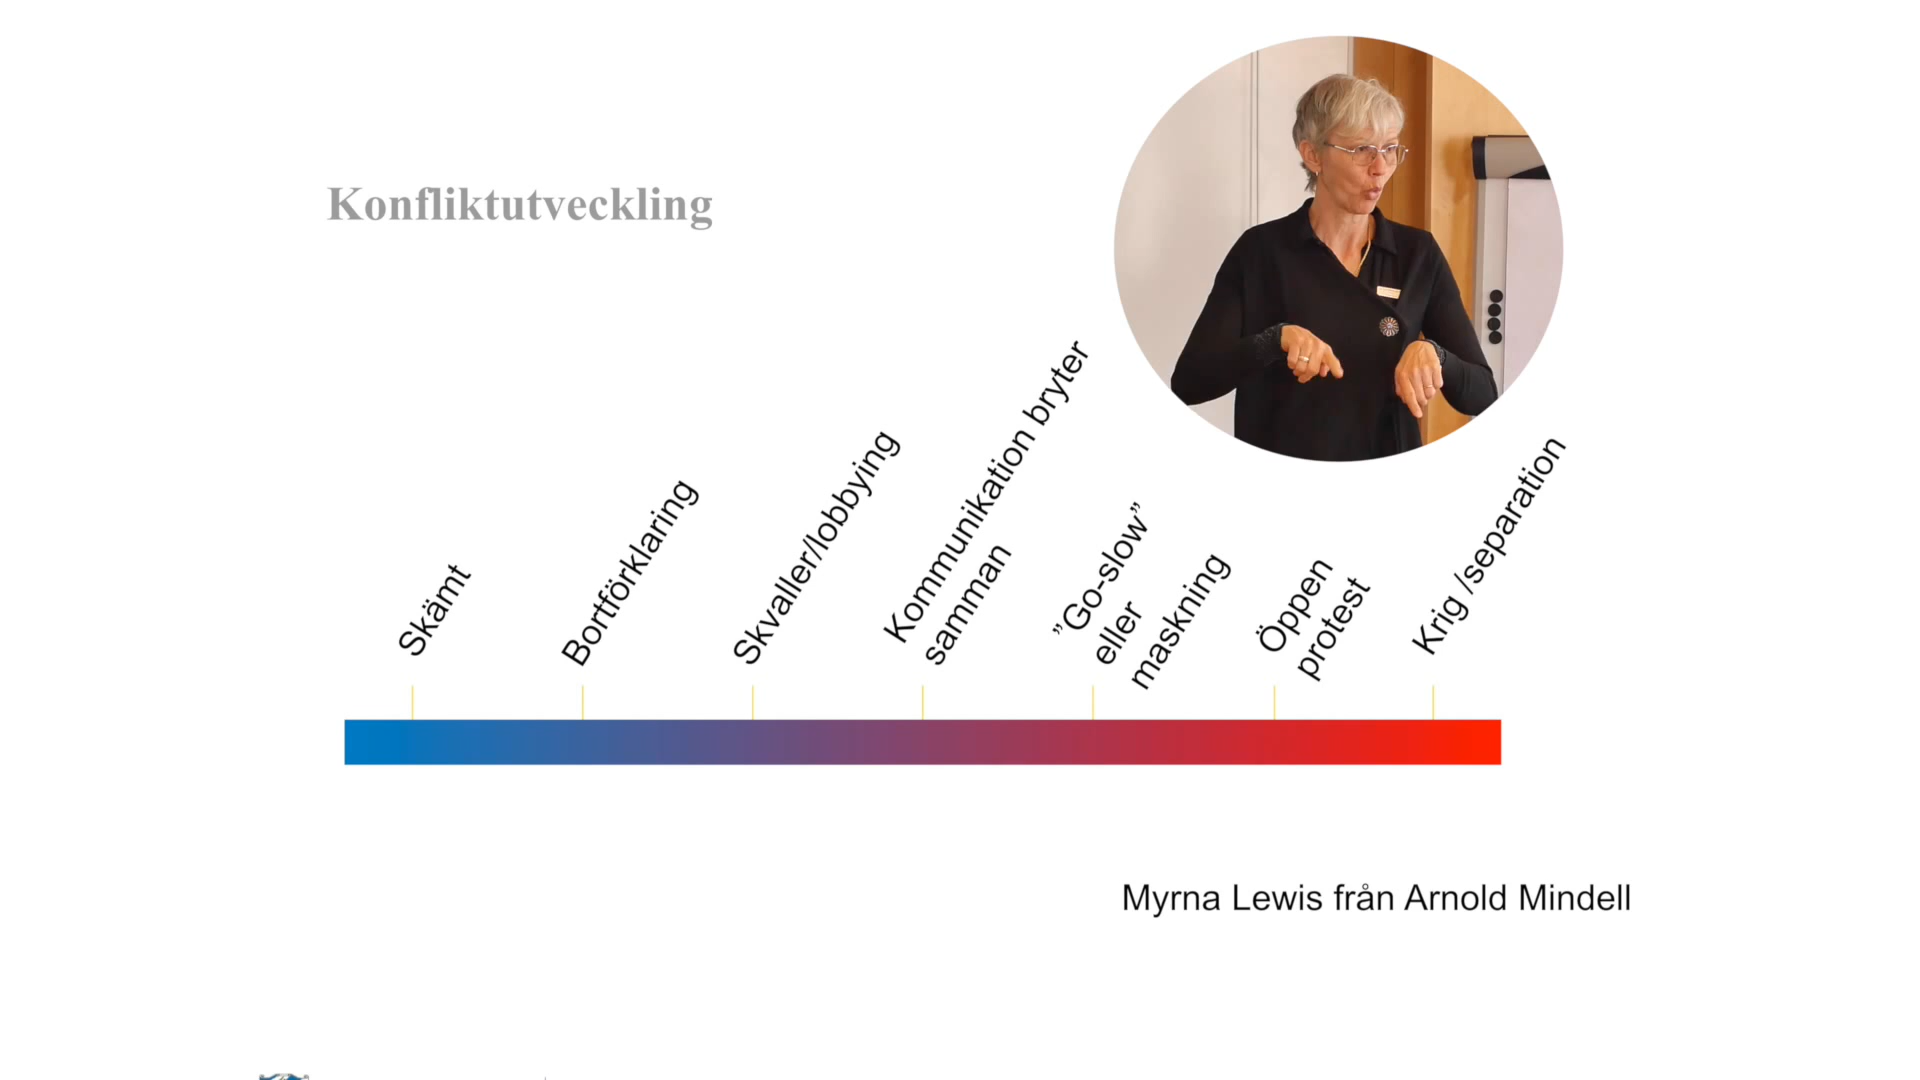 Konfliktutveckling
Skämt
Bortförklaring
Skvaller/lobbying
Kommunikation bryter
samman
”Go-slow”
eller
maskning
Öppen
protest
Krig /separation
Myrna Lewis från Arnold Mindell